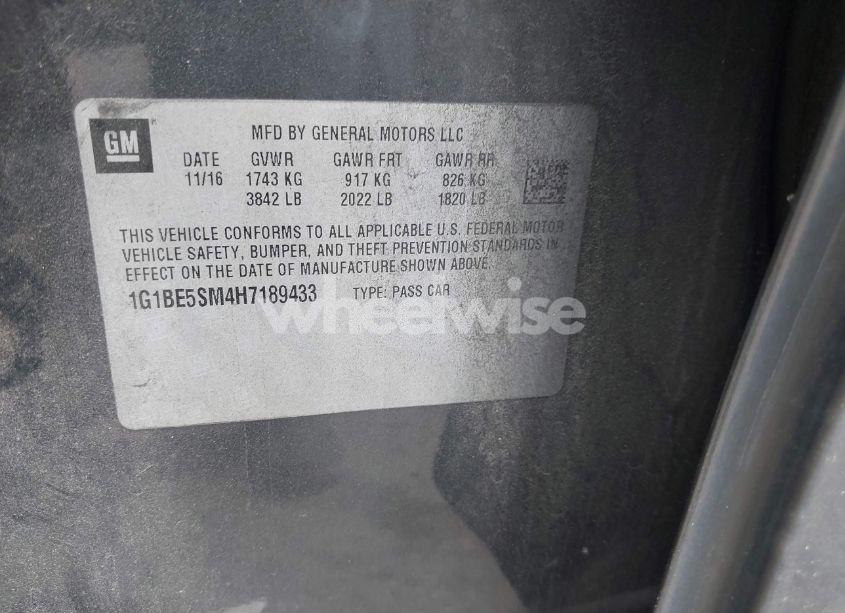 GM
MFD BY GENERAL MOTORS LLC
DATE GVWR GAWR FRT GAWR RR
11/16 1743 KG 917 KG 826 KG
3842 LB 2022 LB 1820 LB
THIS VEHICLE CONFORMS TO ALL APPLICABLE U.S. FEDERAL MOTOR
VEHICLE SAFETY, BUMPER, AND THEFT PREVENTION STANDARDS IN
EFFECT ON THE DATE OF MANUFACTURE SHOWN ABOVE.
1G1BE5SM4H7189433 TYPE: PASS CAR
wheelwise